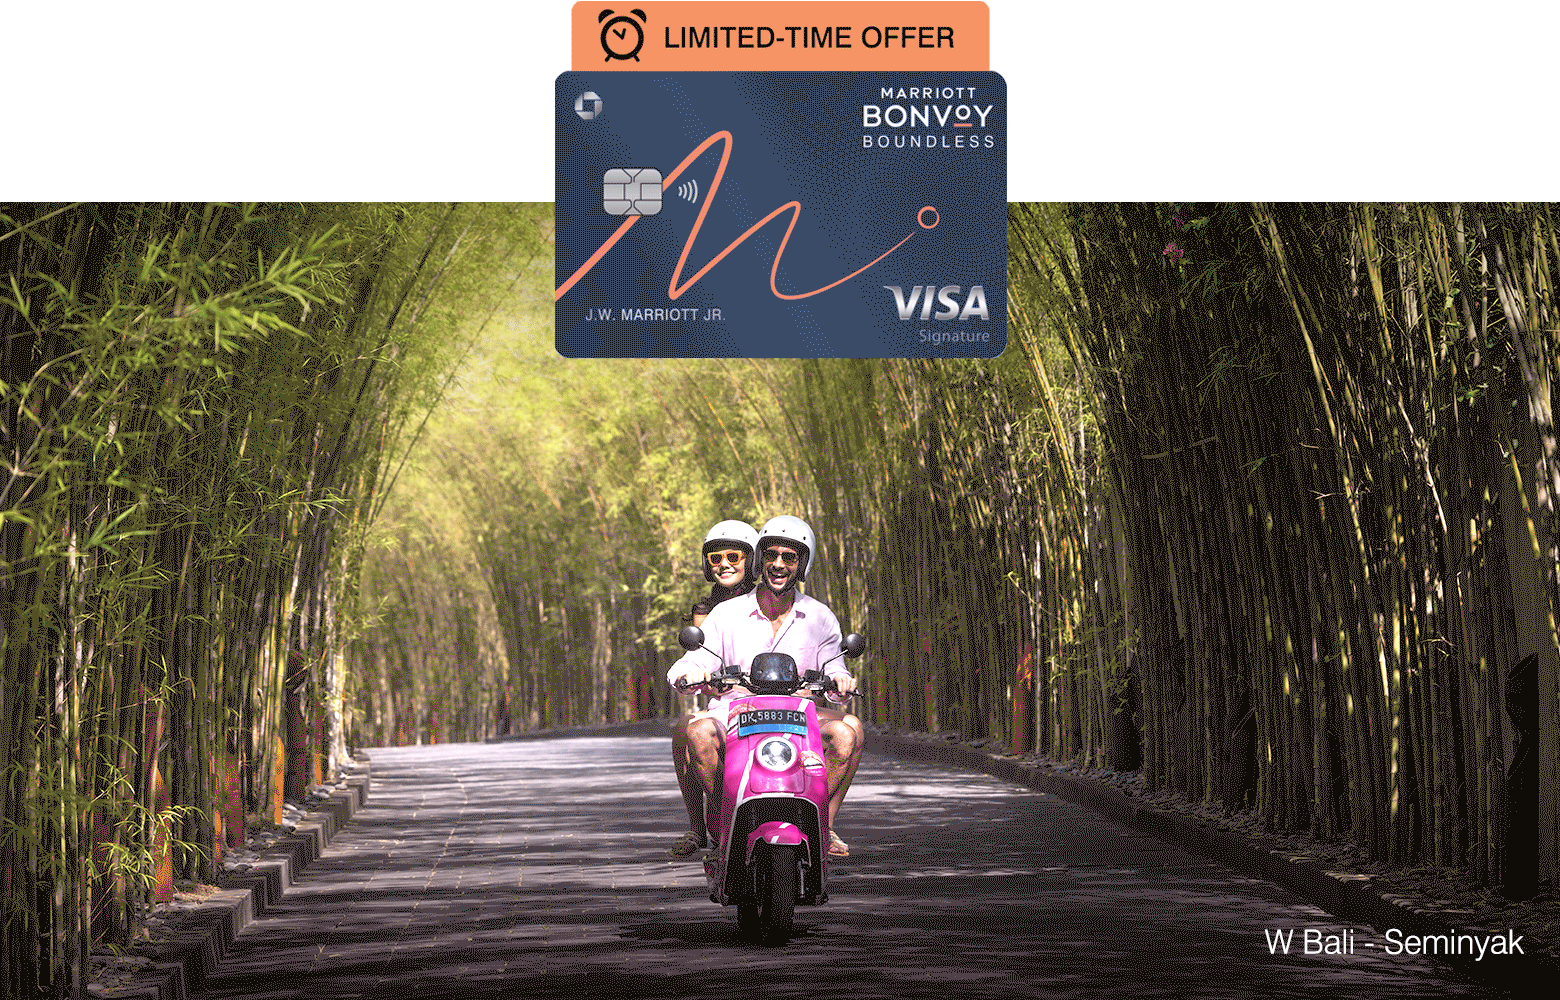 LIMITED-TIME OFFER
MARRIOTT
BONVOY
BOUNDLESS
J.W. MARRIOTT JR.
VISA
Signature
DK 5883 FCN
W Bali - Seminyak